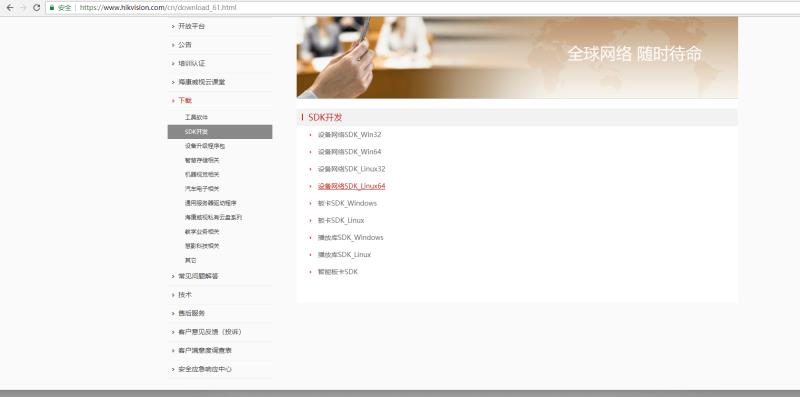 安全 https://www.hikvision.com/cn/download_61.html
开放平台
公告
培训认证
海康威视云课堂
下载
工具软件
SDK开发
设备升级程序包
智慧存储相关
机器视觉相关
汽车电子相关
通用服务器驱动程序
海康威视私有云盘系列
教学业务相关
慧影科技相关
其它
常见问题解答
技术
售后服务
客户意见反馈（投诉）
客户满意度调查表
安全应急响应中心
全球网络 随时待命
SDK开发
设备网络SDK_Win32
设备网络SDK_Win64
设备网络SDK_Linux32
设备网络SDK_Linux64
板卡SDK_Windows
板卡SDK_Linux
播放库SDK_Windows
播放库SDK_Linux
智能板卡SDK